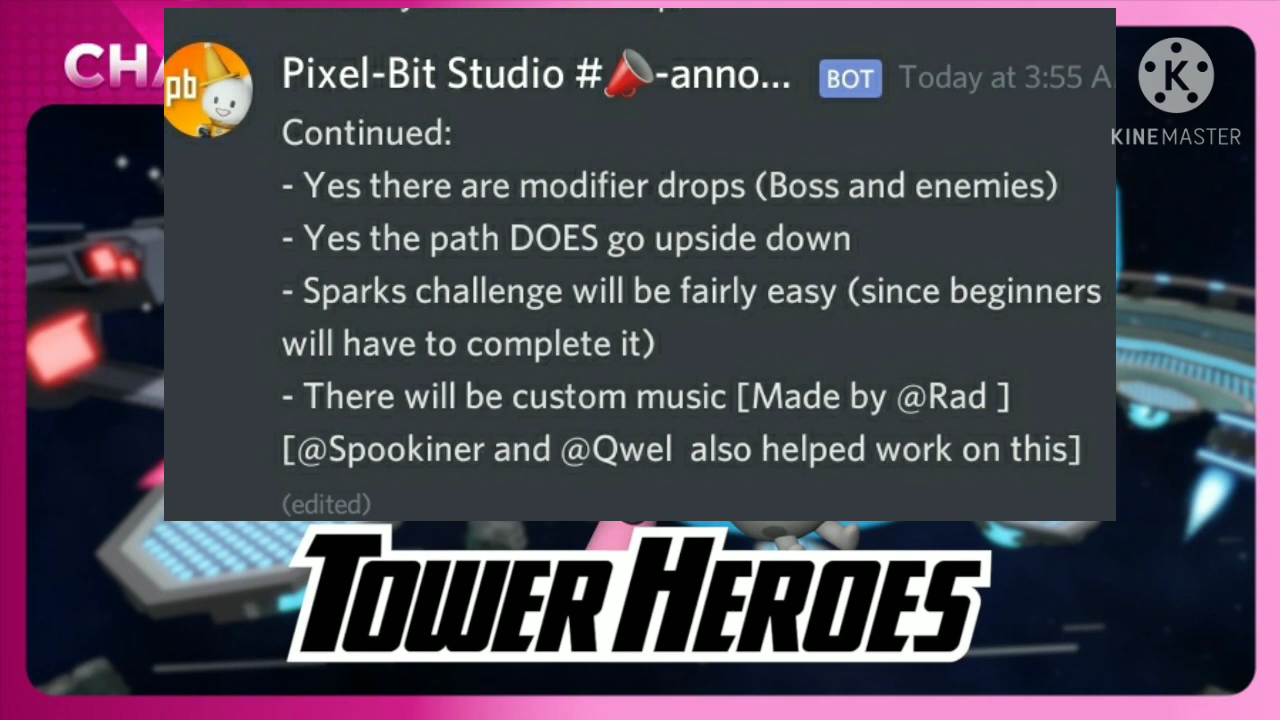 CHA
pb
Pixel-Bit Studio #📣-anno... BOT Today at 3:55 A
Continued:
- Yes there are modifier drops (Boss and enemies)
- Yes the path DOES go upside down
- Sparks challenge will be fairly easy (since beginners
will have to complete it)
- There will be custom music [Made by @Rad ]
[@Spookiner and @Qwel also helped work on this]
(edited)
K
KINEMASTER
TOWER HEROES